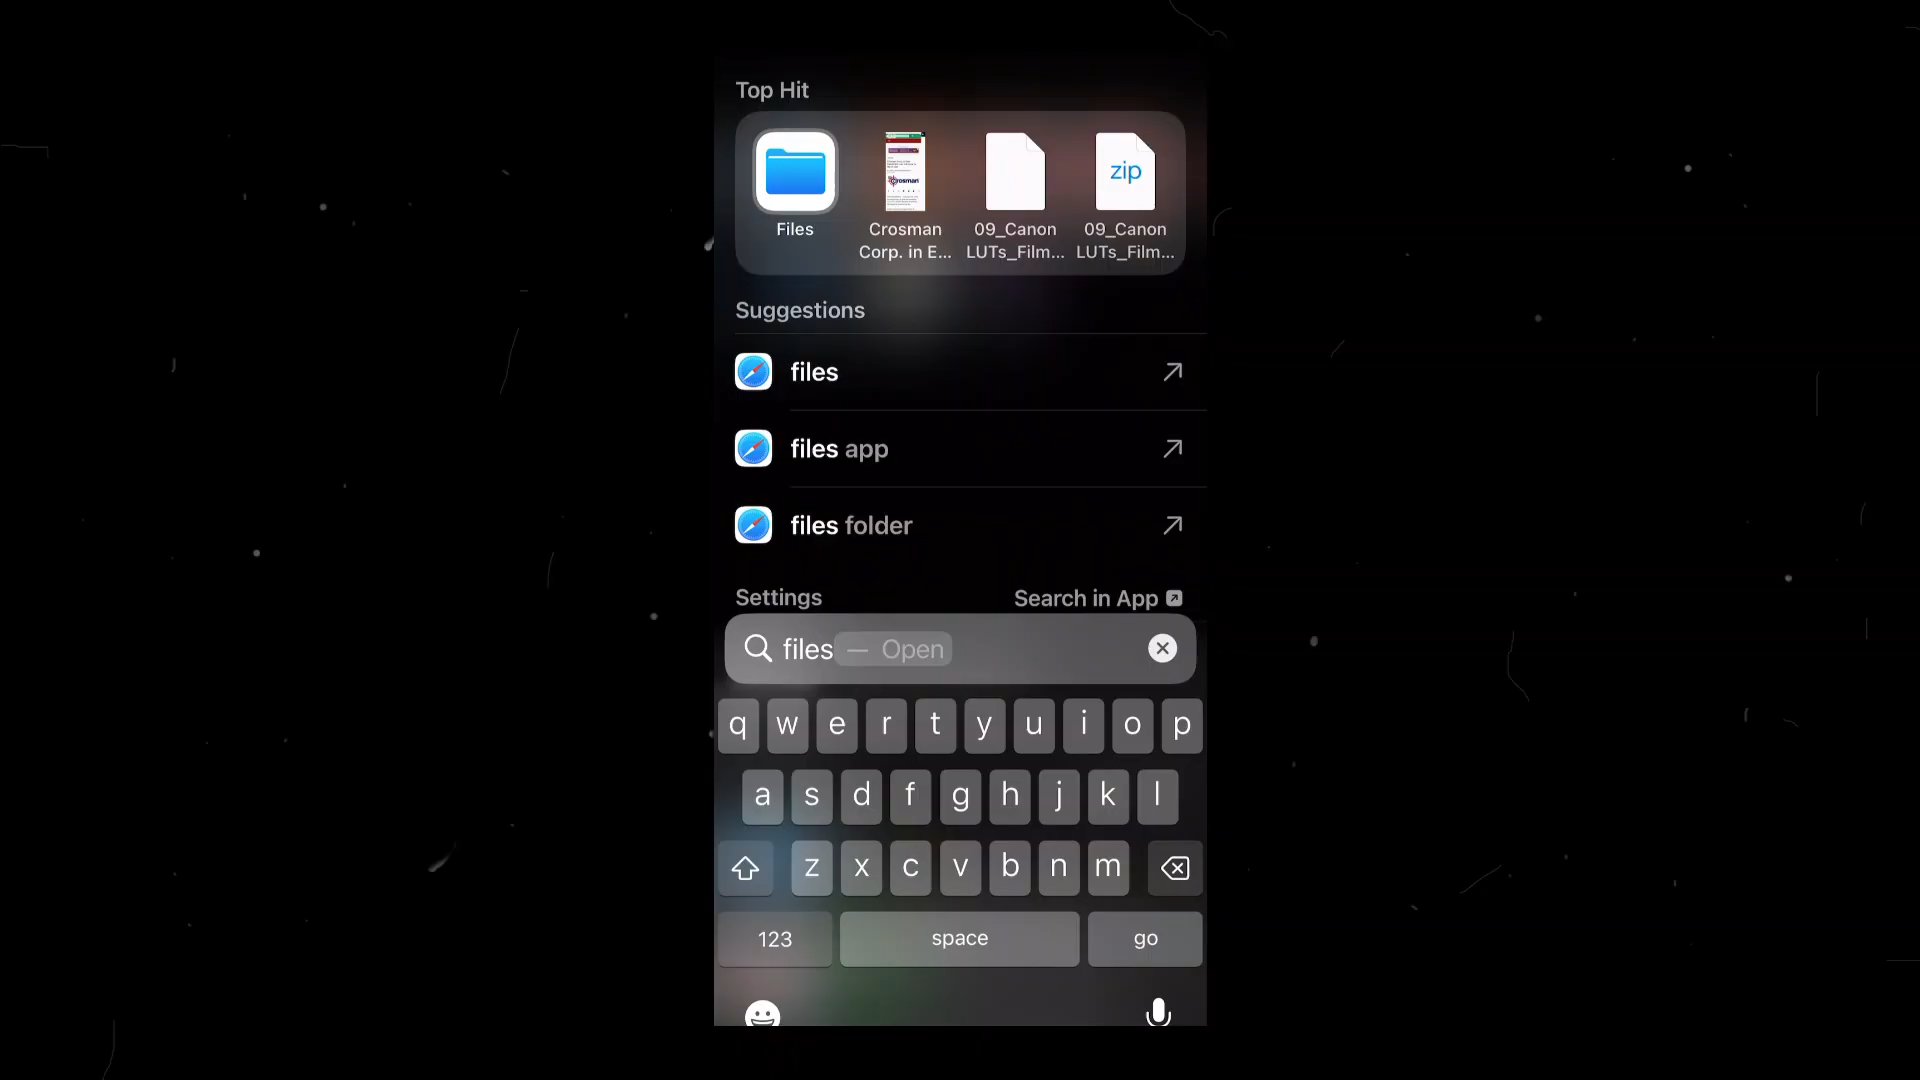 Top Hit
zip
Files
Crosman
Corp. in E...
09_Canon
LUTs_Film...
09_Canon
LUTs_Film...
Suggestions
files
files app
files folder
Settings
Search in App
files — Open
q w e r t y u i o p
a s d f g h j k l
z x c v b n m
123
space
go